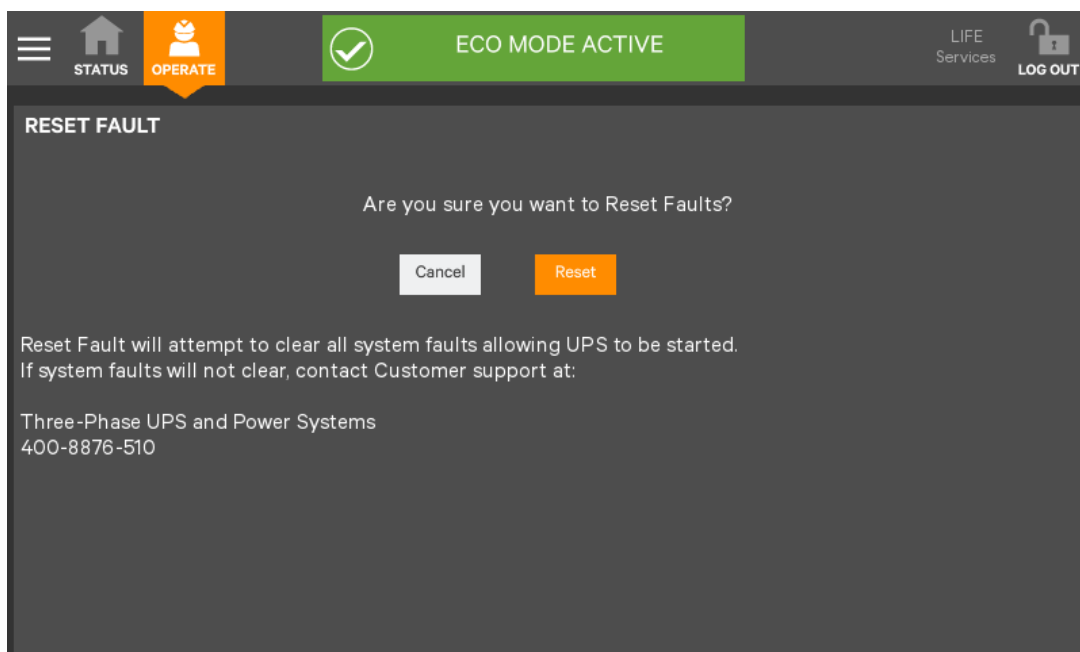 STATUS
OPERATE
ECO MODE ACTIVE
LIFE
Services
LOG OUT
RESET FAULT
Are you sure you want to Reset Faults?
Cancel
Reset
Reset Fault will attempt to clear all system faults allowing UPS to be started.
If system faults will not clear, contact Customer support at:
Three-Phase UPS and Power Systems
400-8876-510